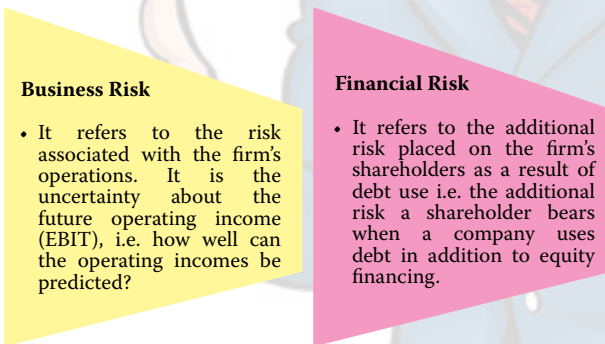 Business Risk
• It refers to the risk
associated with the firm's
operations. It is the
uncertainty about the
future operating income
(EBIT), i.e. how well can
the operating incomes be
predicted?
Financial Risk
• It refers to the additional
risk placed on the firm's
shareholders as a result of
debt use i.e. the additional
risk a shareholder bears
when a company uses
debt in addition to equity
financing.